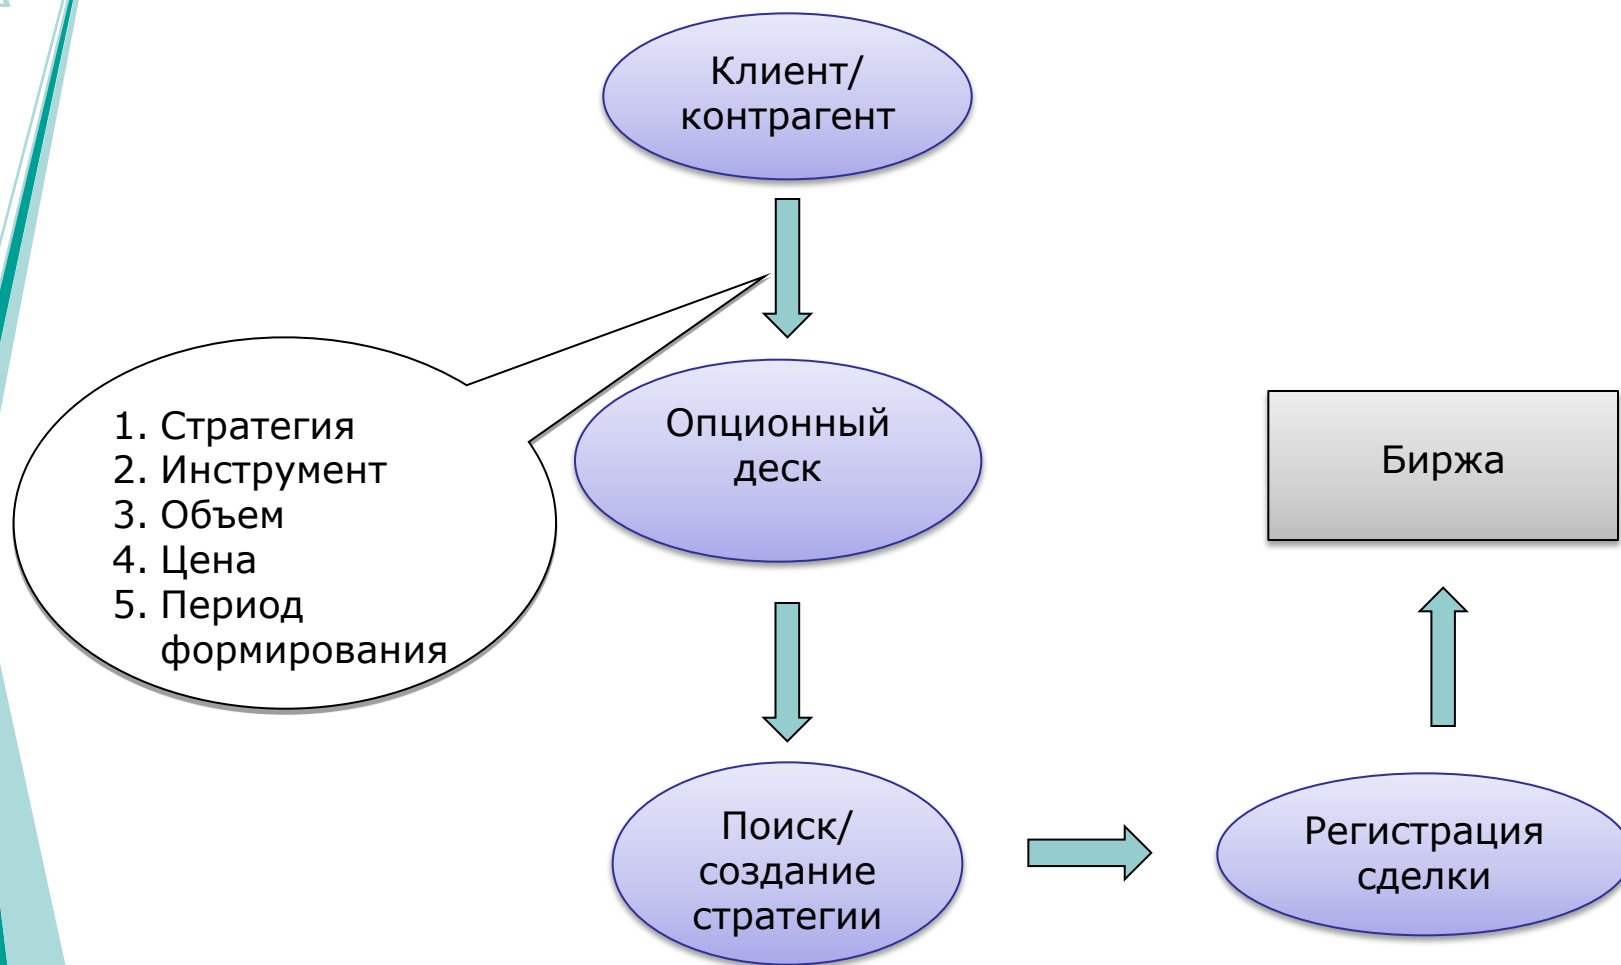 Клиент/
контрагент
1. Стратегия
2. Инструмент
3. Объем
4. Цена
5. Период
формирования
Опционный
деск
Биржа
Поиск/
создание
стратегии
Регистрация
сделки